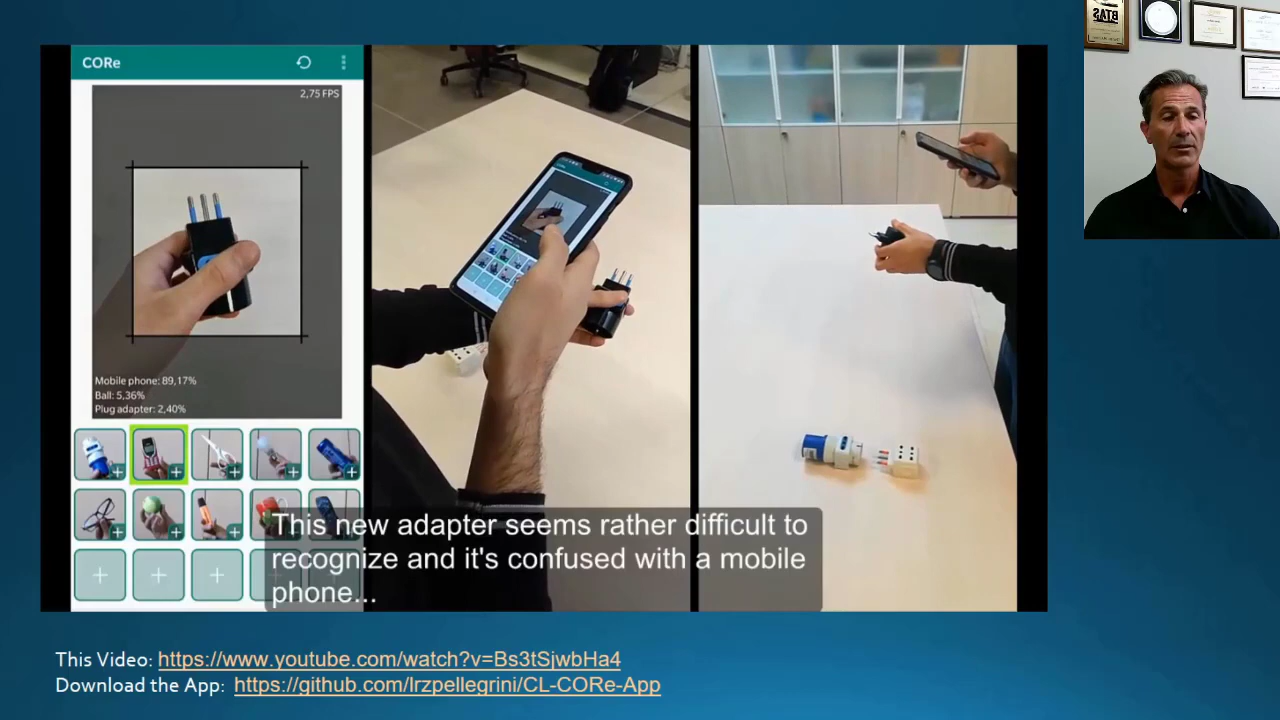 CORe
2,75 FPS
Mobile phone: 89,17%
Ball: 5,36%
Plug adapter: 2,40%
This new adapter seems rather difficult to
recognize and it's confused with a mobile
phone...
This Video: https://www.youtube.com/watch?v=Bs3tSjwbHa4
Download the App: https://github.com/lrzpellegrini/CL-CORe-App